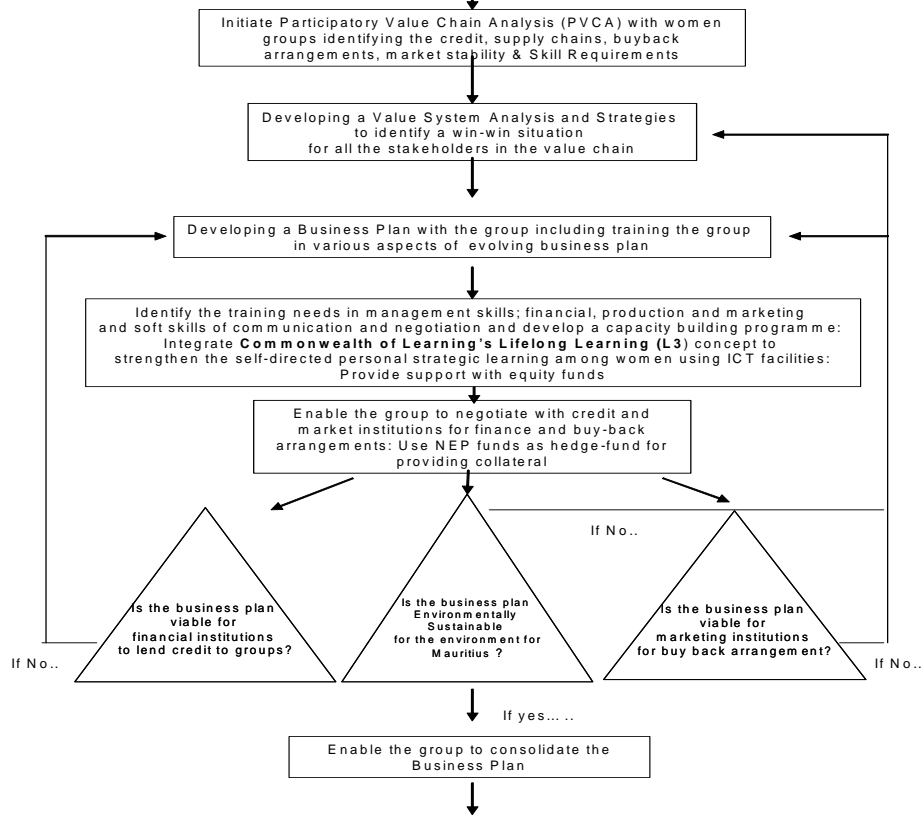 Initiate Participatory Value Chain Analysis (PVCA) with women
groups identifying the credit, supply chains, buyback
arrangements, market stability & Skill Requirements
Developing a Value System Analysis and Strategies
to identify a win-win situation
for all the stakeholders in the value chain
Developing a Business Plan with the group including training the group
in various aspects of evolving business plan
Identify the training needs in management skills; financial, production and marketing
and soft skills of communication and negotiation and develop a capacity building programme:
Integrate Commonwealth of Learning's Lifelong Learning (L3) concept to
strengthen the self-directed personal strategic learning among women using ICT facilities:
Provide support with equity funds
Enable the group to negotiate with credit and
market institutions for finance and buy-back
arrangements: Use NEP funds as hedge-fund for
providing collateral
If No..
Is the business plan
viable for
financial institutions
to lend credit to groups?
If No..
Is the business plan
Environmentally
Sustainable
for the environment for
Mauritius ?
Is the business plan
viable for
marketing institutions
for buy back arrangement?
If No..
If yes... ..
Enable the group to consolidate the
Business Plan